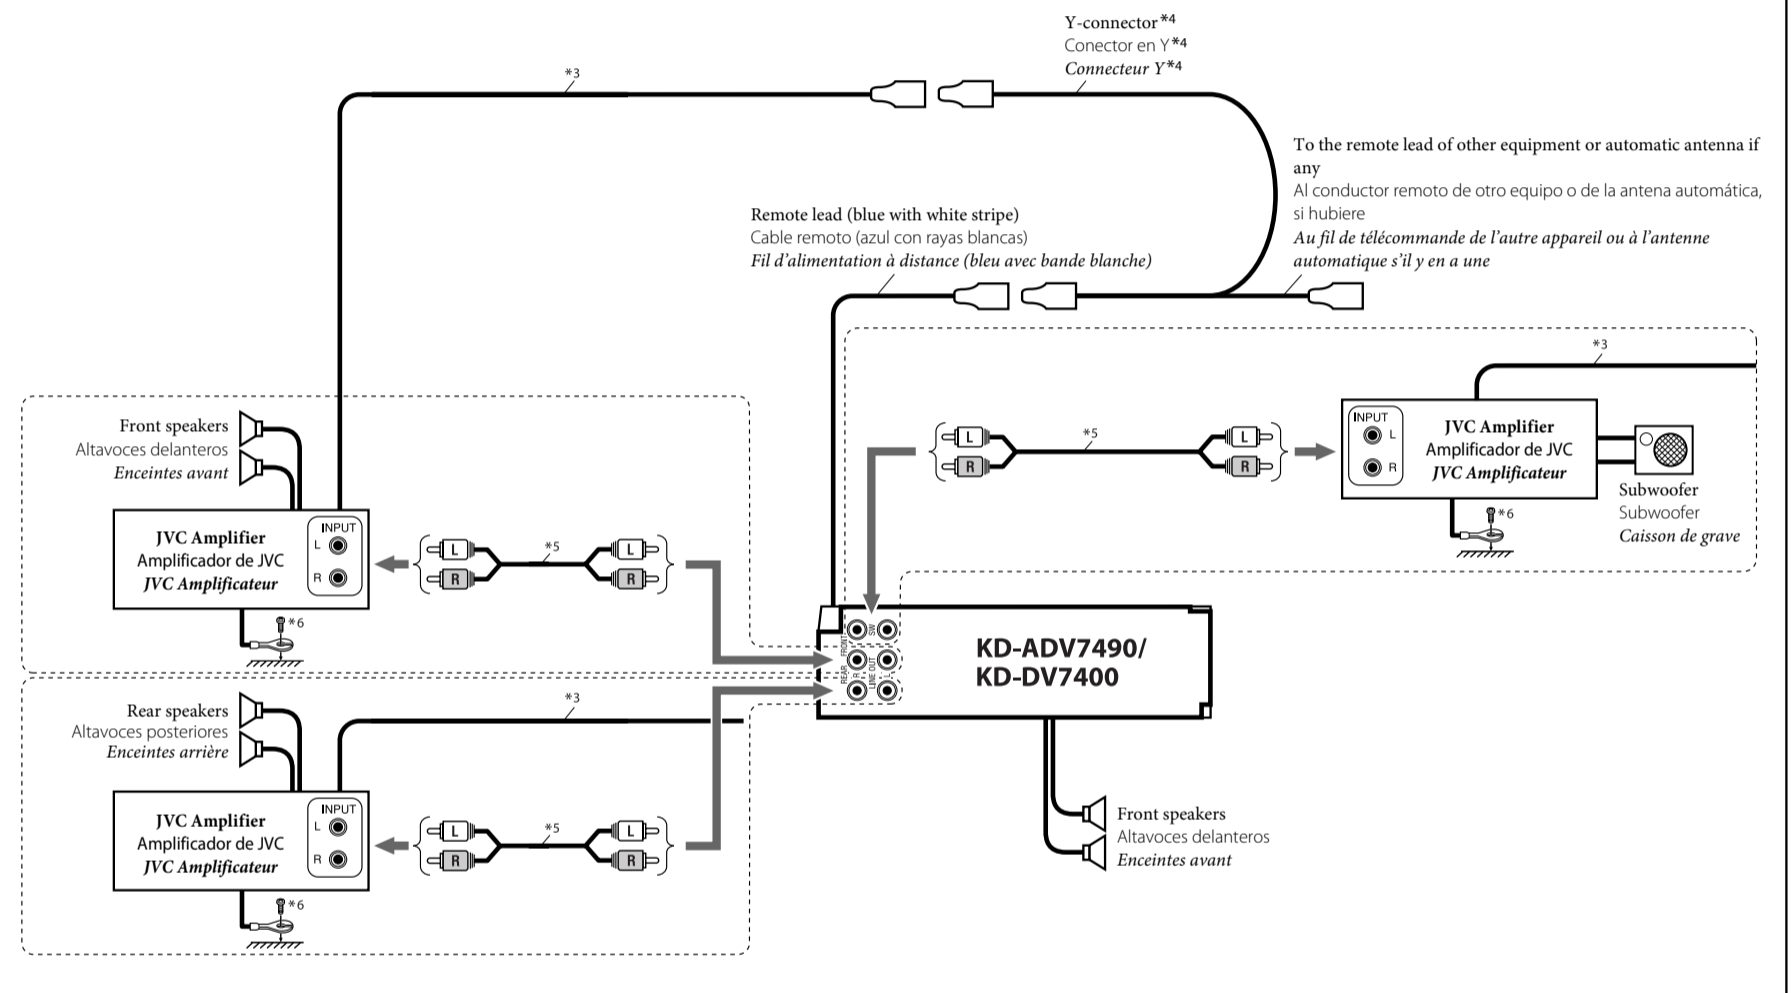 Y-connector*4
Conector en Y*4
Connecteur Y*4
*3
To the remote lead of other equipment or automatic antenna if
any
Al conductor remoto de otro equipo o de la antena automática,
si hubiere
Au fil de télécommande de l'autre appareil ou à l'antenne
automatique s'il y en a une
Remote lead (blue with white stripe)
Cable remoto (azul con rayas blancas)
Fil d'alimentation à distance (bleu avec bande blanche)
*3
Front speakers
Altavoces delanteros
Enceintes avant
JVC Amplifier
Amplificador de JVC
JVC Amplificateur
INPUT
L
R
*6
L
R
*5
L
R
L
R
*5
L
R
INPUT
L
R
JVC Amplifier
Amplificador de JVC
JVC Amplificateur
*6
Subwoofer
Subwoofer
Caisson de grave
SW
FRONT
REAR
R
LINE OUT
L
KD-ADV7490/
KD-DV7400
Rear speakers
Altavoces posteriores
Enceintes arrière
*3
JVC Amplifier
Amplificador de JVC
JVC Amplificateur
INPUT
L
R
*6
L
R
*5
L
R
Front speakers
Altavoces delanteros
Enceintes avant